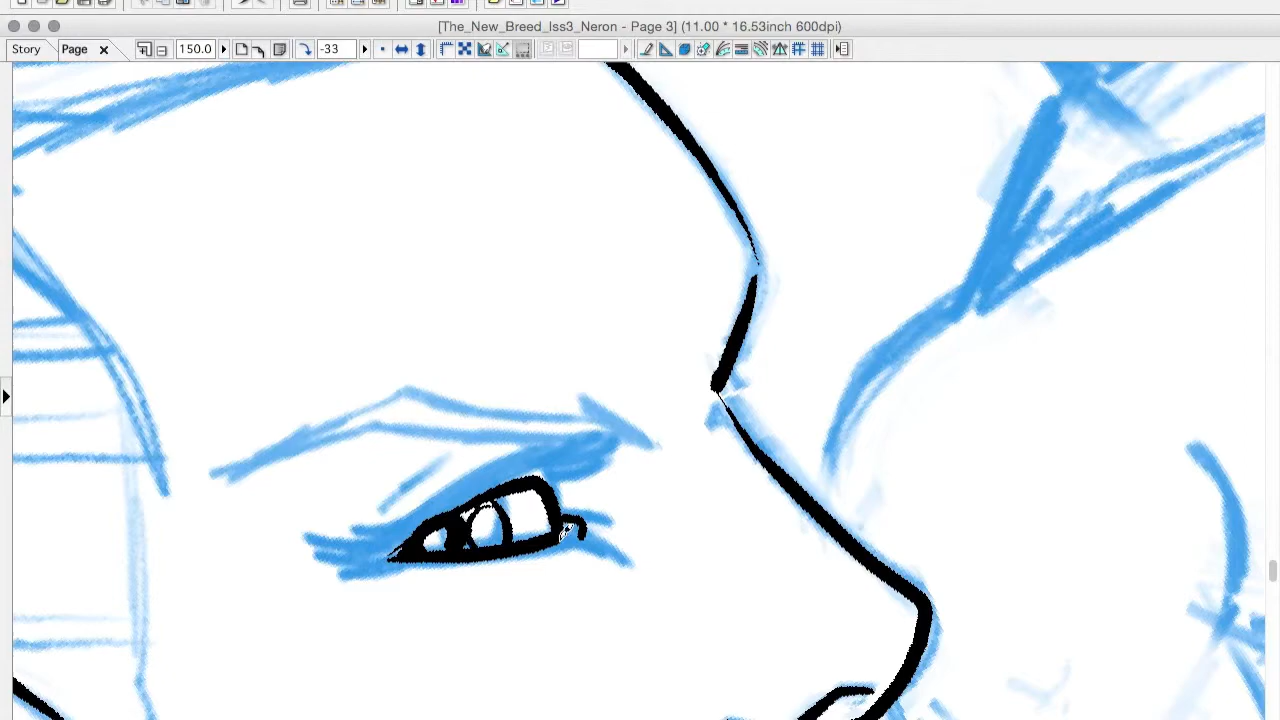 [The_New_Breed_Iss3_Neron - Page 3] (11.00 * 16.53inch 600dpi)
Story Page
150.0 -33